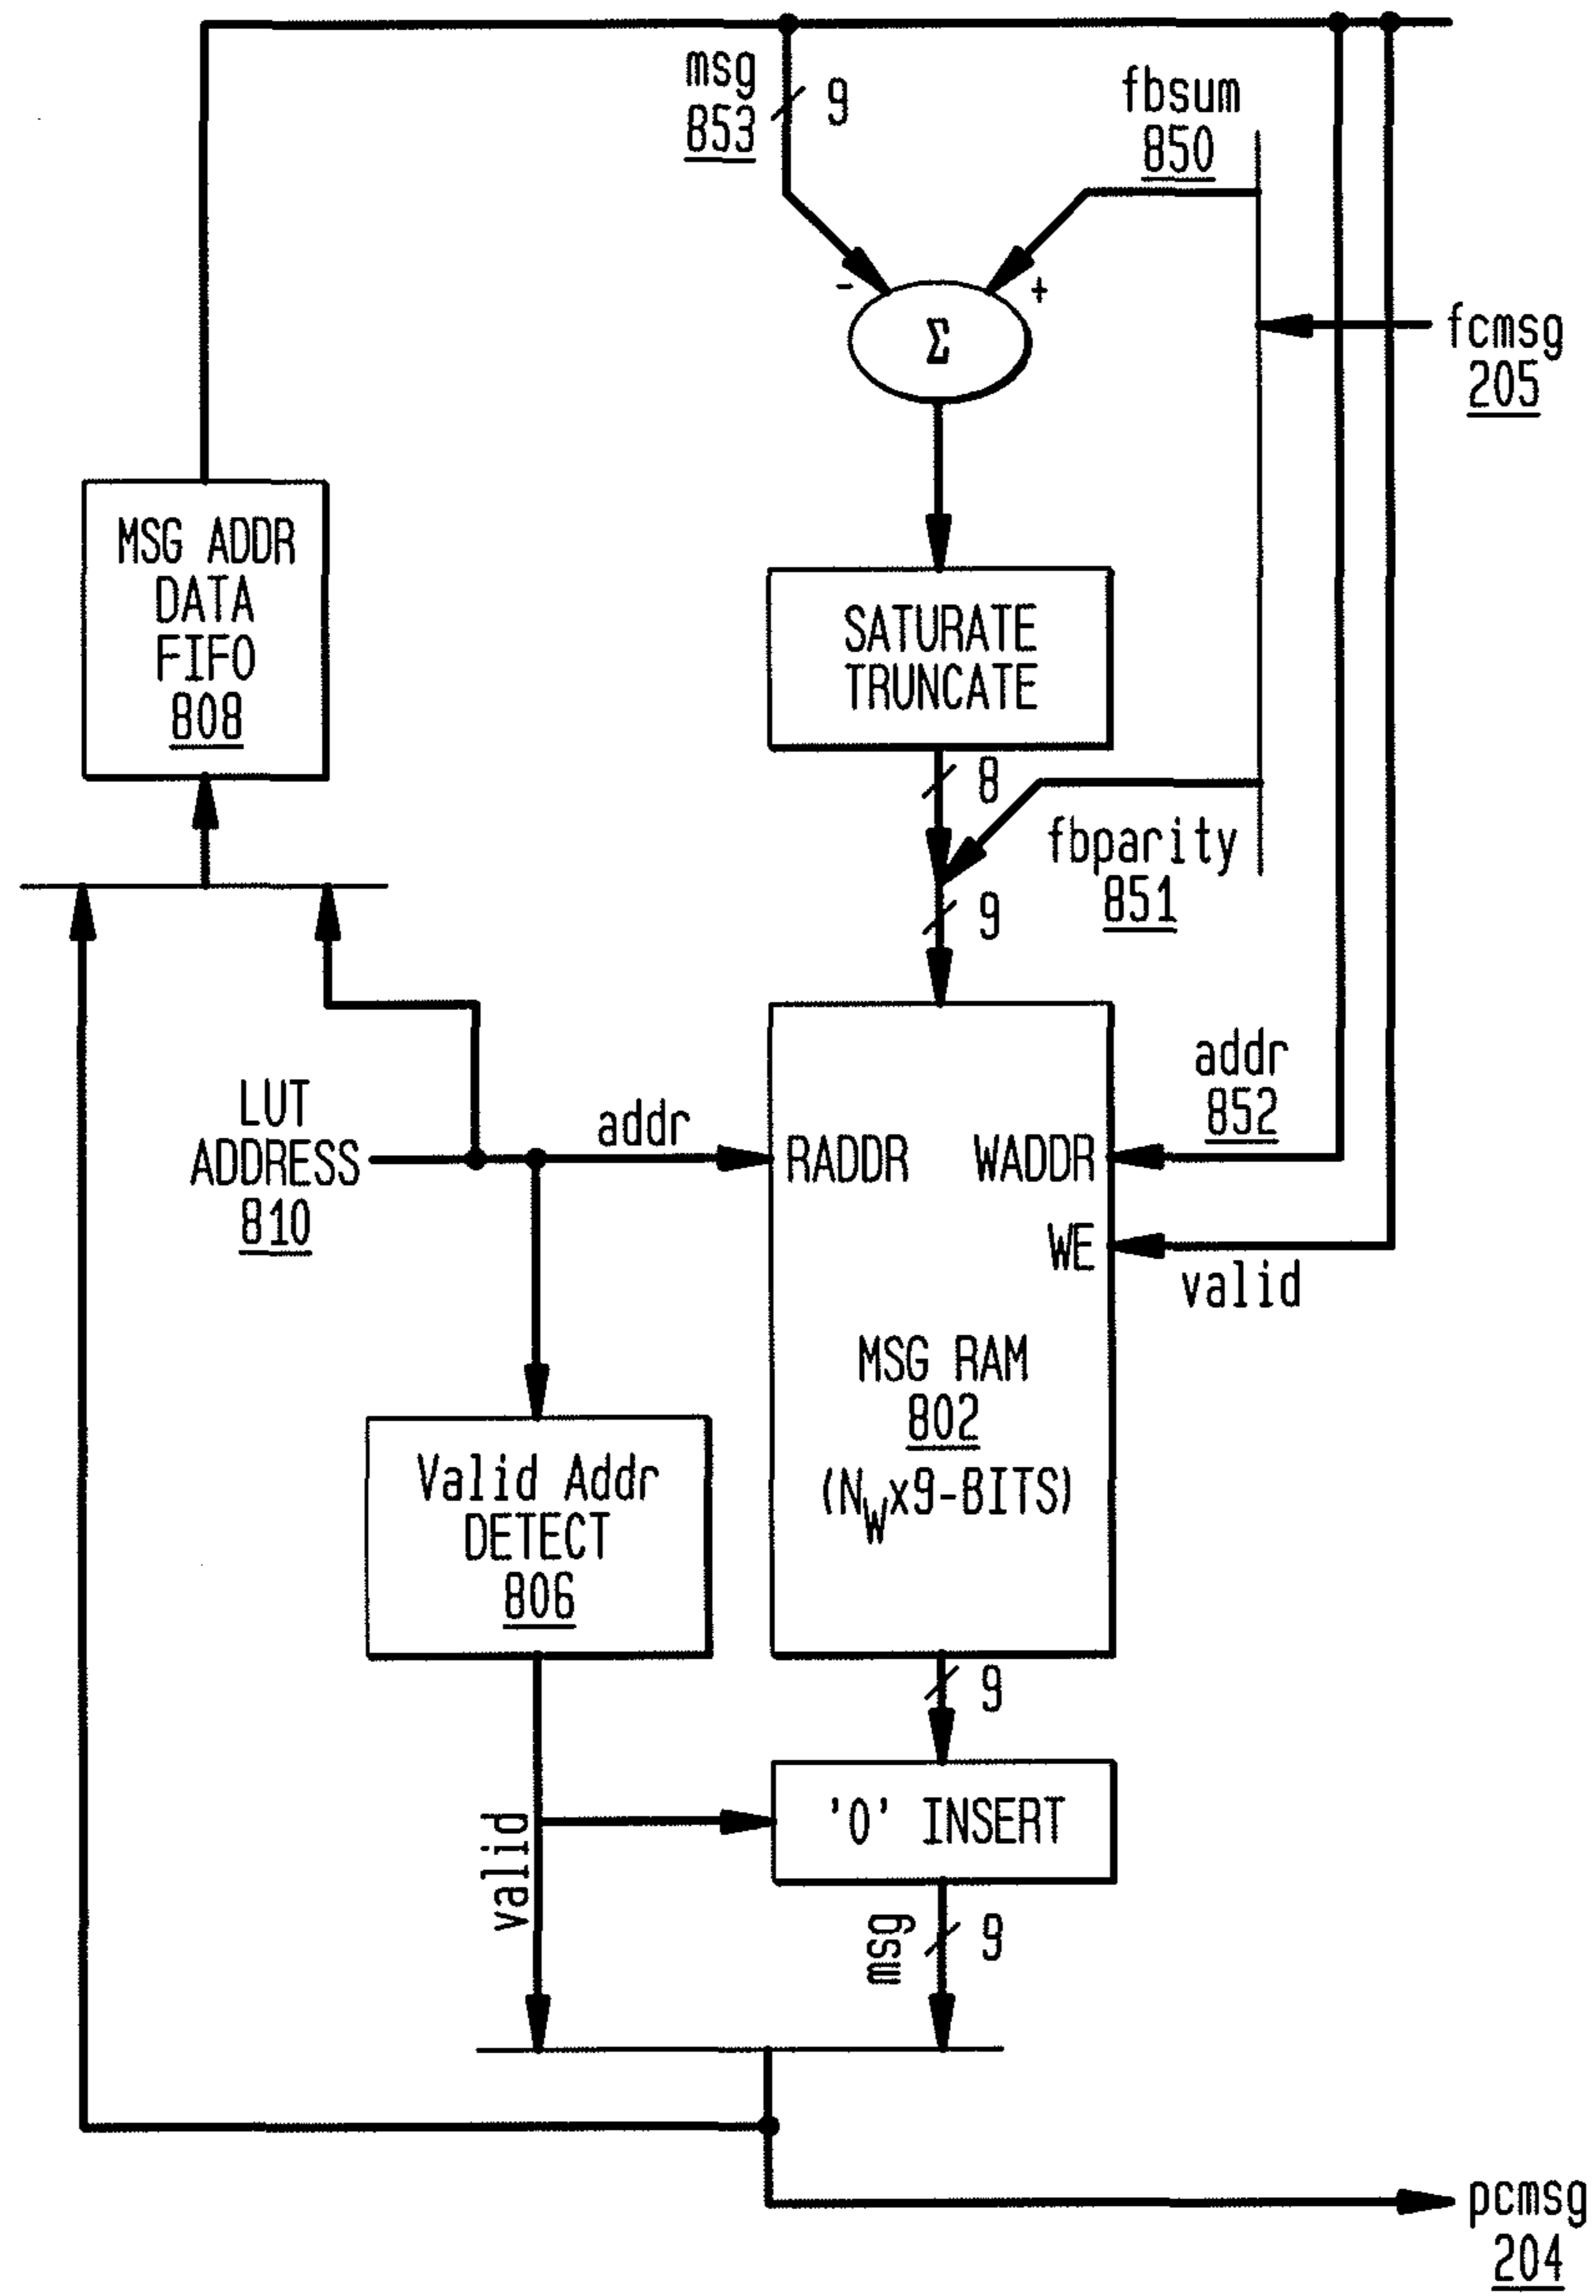 msg
853
9
fbsum
850
-
+
Σ
fcmsg
205
MSG ADDR
DATA
FIFO
808
SATURATE
TRUNCATE
8
fbparity
851
9
LUT
ADDRESS
810
addr
RADDR
WADDR
addr
852
WE
valid
MSG RAM
802
(NWx9-BITS)
Valid Addr
DETECT
806
9
'0' INSERT
valid
msg
9
pcmsg
204